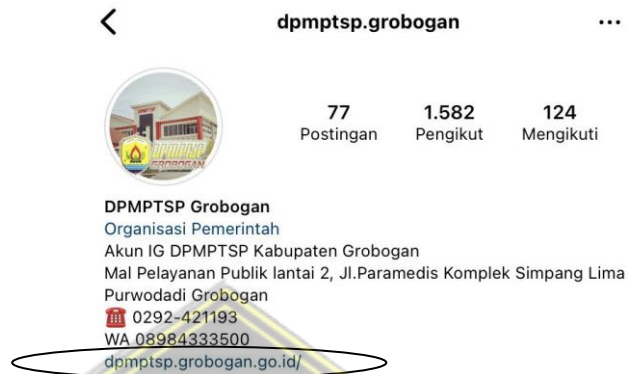 dpmptsp.grobogan
77 1.582 124
Postingan Pengikut Mengikuti
DPMPTSP
GROBOGAN
DPMPTSP Grobogan
Organisasi Pemerintah
Akun IG DPMPTSP Kabupaten Grobogan
Mal Pelayanan Publik lantai 2, Jl.Paramedis Komplek Simpang Lima
Purwodadi Grobogan
0292-421193
WA 08984333500
dpmptsp.grobogan.go.id/